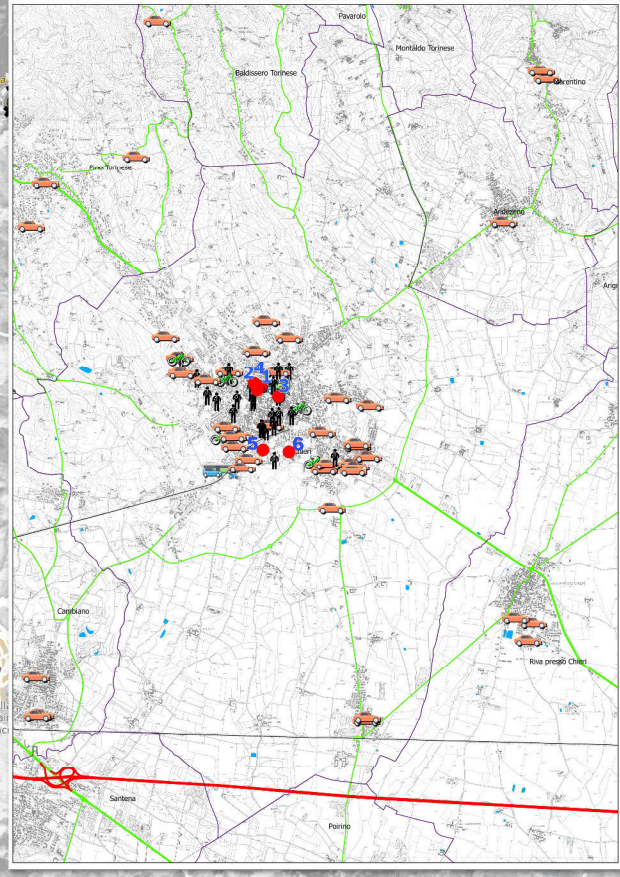 Pavarolo
Montaldo Torinese
Baldissero Torinese
Marentino
Pino Torinese
Andezeno
4
2
1
3
5
6
Cambiano
Riva presso Chieri
Santena
Poirino